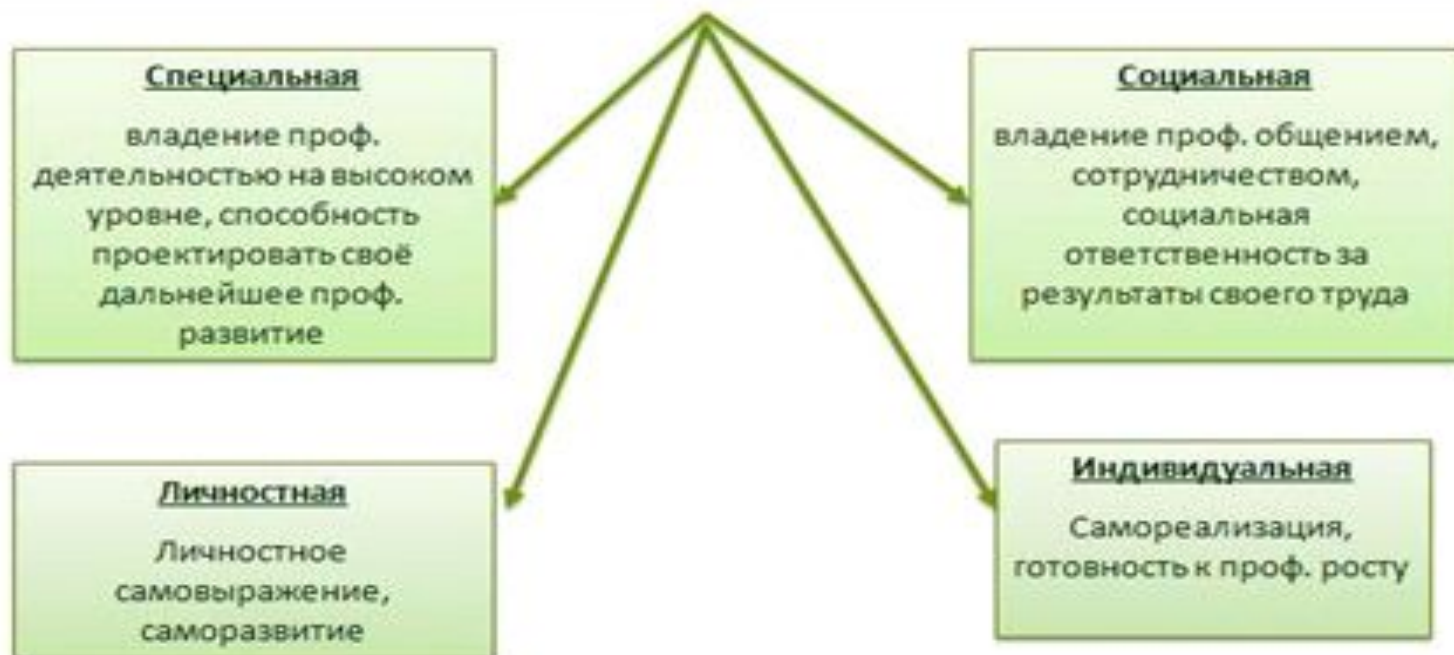 Специальная
владение проф.
деятельностью на высоком
уровне, способность
проектировать своё
дальнейшее проф.
развитие
Социальная
владение проф. общением,
сотрудничеством,
социальная
ответственность за
результаты своего труда
Личностная
Личностное
самовыражение,
саморазвитие
Индивидуальная
Самореализация,
готовность к проф. росту